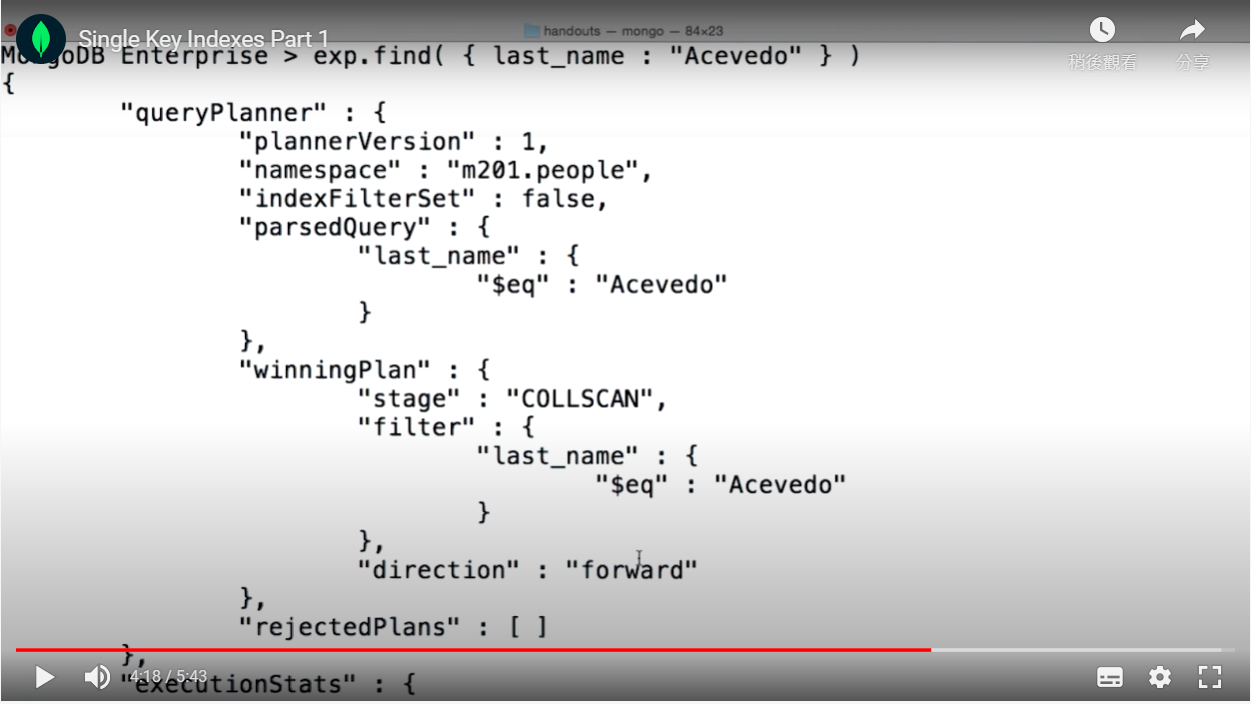 handouts — mongo — 84×23
Single Key Indexes Part 1
稍後觀看
分享
MongoDB Enterprise > exp.find( { last_name : "Acevedo" } )
{
"queryPlanner" : {
"plannerVersion" : 1,
"namespace" : "m201.people",
"indexFilterSet" : false,
"parsedQuery" : {
"last_name" : {
"$eq" : "Acevedo"
}
},
"winningPlan" : {
"stage" : "COLLSCAN",
"filter" : {
"last_name" : {
"$eq" : "Acevedo"
}
},
"direction" : "forward"
},
"rejectedPlans" : [ ]
},
4:18 / 5:43
"executionStats" : {